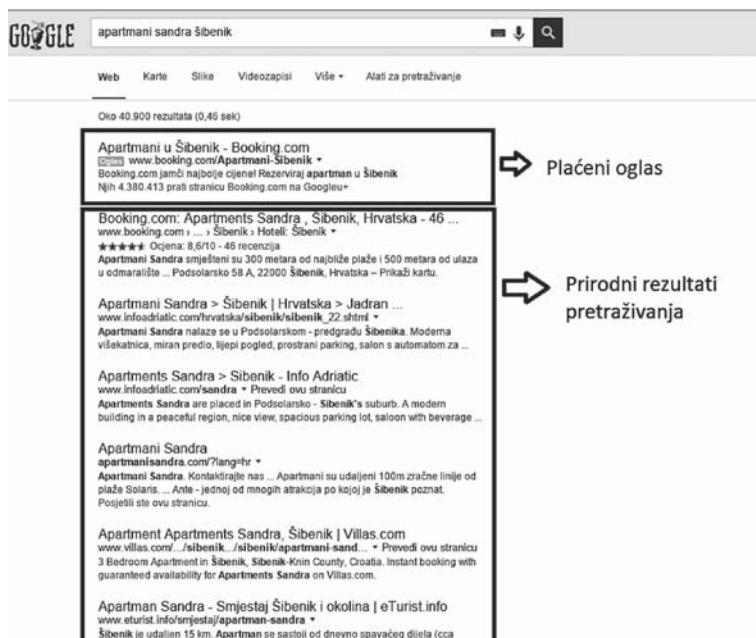 GOOGLE
apartmani sandra šibenik
Web Karte Slike Videozapisi Više Alati za pretraživanje
Oko 40.900 rezultata (0,46 sek)
Apartmani u Šibenik - Booking.com
Oglas www.booking.com/Apartmani-Sibenik
Booking.com jamči najbolje cijene! Rezerviraj apartman u Šibenik
Njih 4.380.413 prati stranicu Booking.com na Googleu+
Plaćeni oglas
Booking.com: Apartments Sandra , Šibenik, Hrvatska - 46 ...
www.booking.com › ... › Šibenik › Hoteli: Šibenik
★★★★★ Ocjena: 8,6/10 - 46 recenzija
Apartmani Sandra smješteni su 300 metara od najbliže plaže i 500 metara od ulaza
u odmaralište ... Podsolarsko 58 A, 22000 Šibenik, Hrvatska – Prikaži kartu.
Prirodni rezultati
pretraživanja
Apartmani Sandra > Šibenik | Hrvatska > Jadran ...
www.infoadriatic.com/hrvatska/sibenik/sibenik_22.shtml
Apartmani Sandra nalaze se u Podsolarskom - predgrađu Šibenika. Moderna
višekatnica, miran predio, lijepi pogled, prostrani parking, salon s automatom za ...
Apartments Sandra > Sibenik - Info Adriatic
www.infoadriatic.com/sandra Prevedi ovu stranicu
Apartments Sandra are placed in Podsolarsko - Sibenik's suburb. A modern
building in a peaceful region, nice view, spacious parking lot, saloon with beverage ...
Apartmani Sandra
apartmanisandra.com/?lang=hr
Apartmani Sandra. Kontaktirajte nas ... Apartmani su udaljeni 100m zračne linije od
plaže Solaris. ... Ante - jednoj od mnogih atrakcija po kojoj je Šibenik poznat.
Posjetili ste ovu stranicu.
Apartment Apartments Sandra, Šibenik | Villas.com
www.villas.com/.../sibenik.../sibenik/apartmani-sand... Prevedi ovu stranicu
3 Bedroom Apartment in Šibenik, Šibenik-Knin County, Croatia. Instant booking with
guaranteed availability for Apartments Sandra on Villas.com.
Apartman Sandra - Smjestaj Šibenik i okolina | eTurist.info
www.eturist.info/smjestaj/apartman-sandra
Šibenik je udaljen 15 km. Apartman se sastoji od dnevno spavaćeg dijela (cca